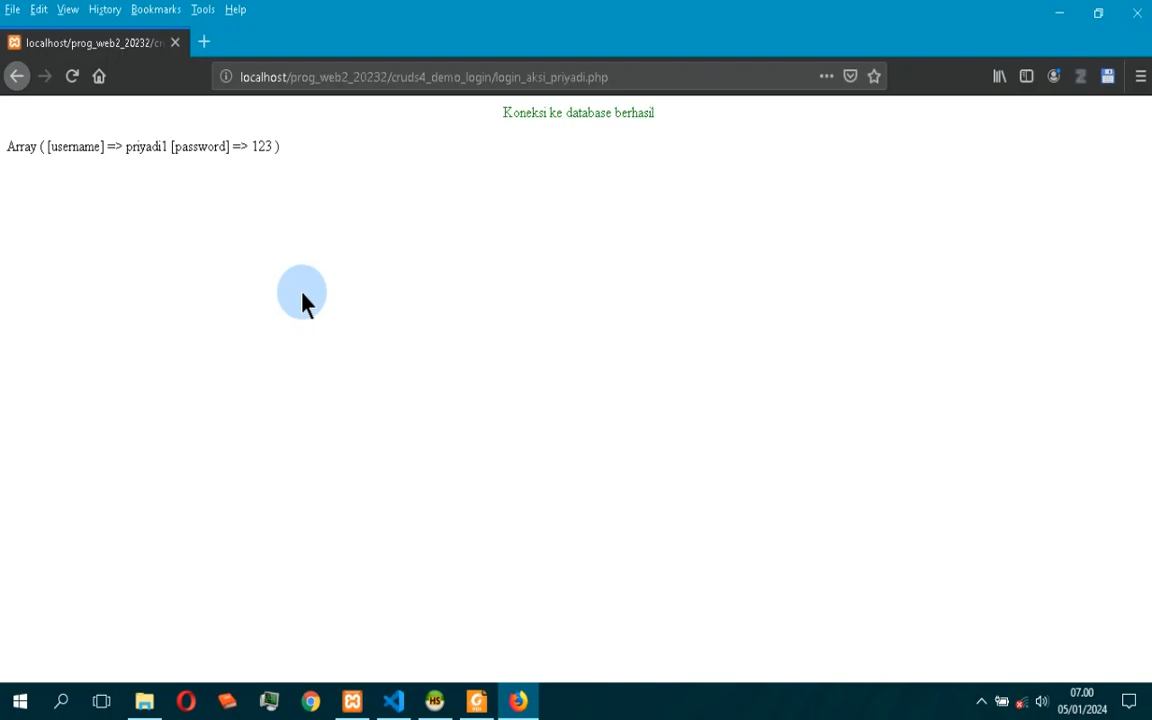 File Edit View History Bookmarks Tools Help
localhost/prog_web2_20232/cr
localhost/prog_web2_20232/cruds4_demo_login/login_aksi_priyadi.php
Koneksi ke database berhasil
Array ( [username] => priyadi1 [password] => 123 )
07.00
05/01/2024